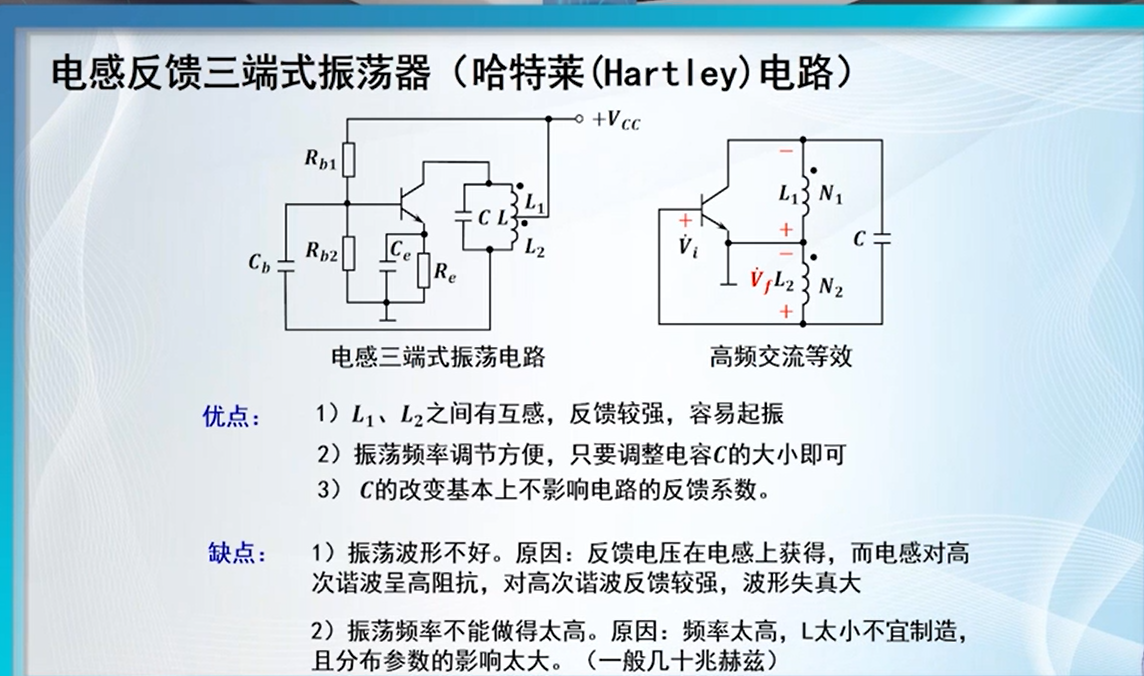 电感反馈三端式振荡器（哈特莱(Hartley)电路）
+V_CC
R_b1
C_b
R_b2
C_e
R_e
C L
L_1
L_2
电感三端式振荡电路
−
L_1
N_1
+
+
V̇_i
−
C
V̇_f
L_2
N_2
+
高频交流等效
优点：
1）L_1、L_2之间有互感，反馈较强，容易起振
2）振荡频率调节方便，只要调整电容C的大小即可
3） C的改变基本上不影响电路的反馈系数。
缺点：
1）振荡波形不好。原因：反馈电压在电感上获得，而电感对高
次谐波呈高阻抗，对高次谐波反馈较强，波形失真大
2）振荡频率不能做得太高。原因：频率太高，L太小不宜制造，
且分布参数的影响太大。（一般几十兆赫兹）